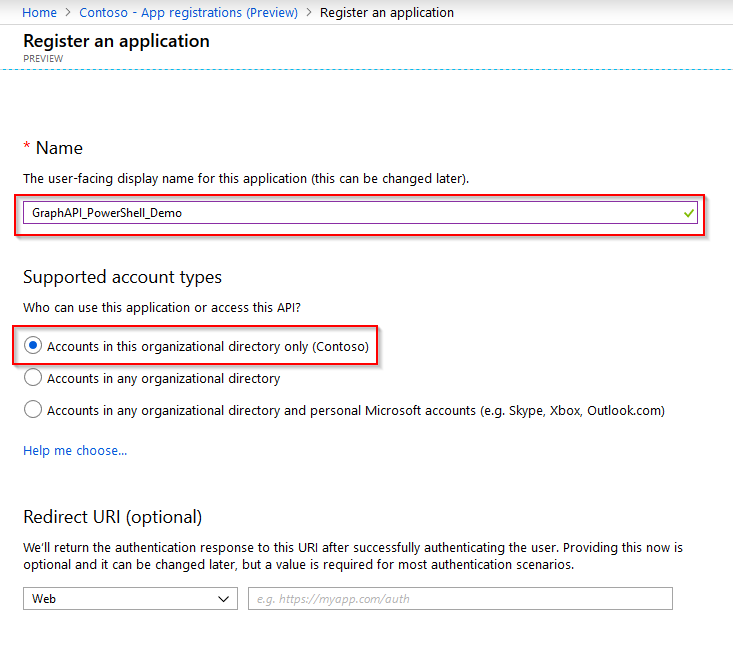 Home > Contoso - App registrations (Preview) > Register an application
Register an application
PREVIEW
* Name
The user-facing display name for this application (this can be changed later).
GraphAPI_PowerShell_Demo
Supported account types
Who can use this application or access this API?
Accounts in this organizational directory only (Contoso)
Accounts in any organizational directory
Accounts in any organizational directory and personal Microsoft accounts (e.g. Skype, Xbox, Outlook.com)
Help me choose...
Redirect URI (optional)
We'll return the authentication response to this URI after successfully authenticating the user. Providing this now is
optional and it can be changed later, but a value is required for most authentication scenarios.
Web e.g. https://myapp.com/auth